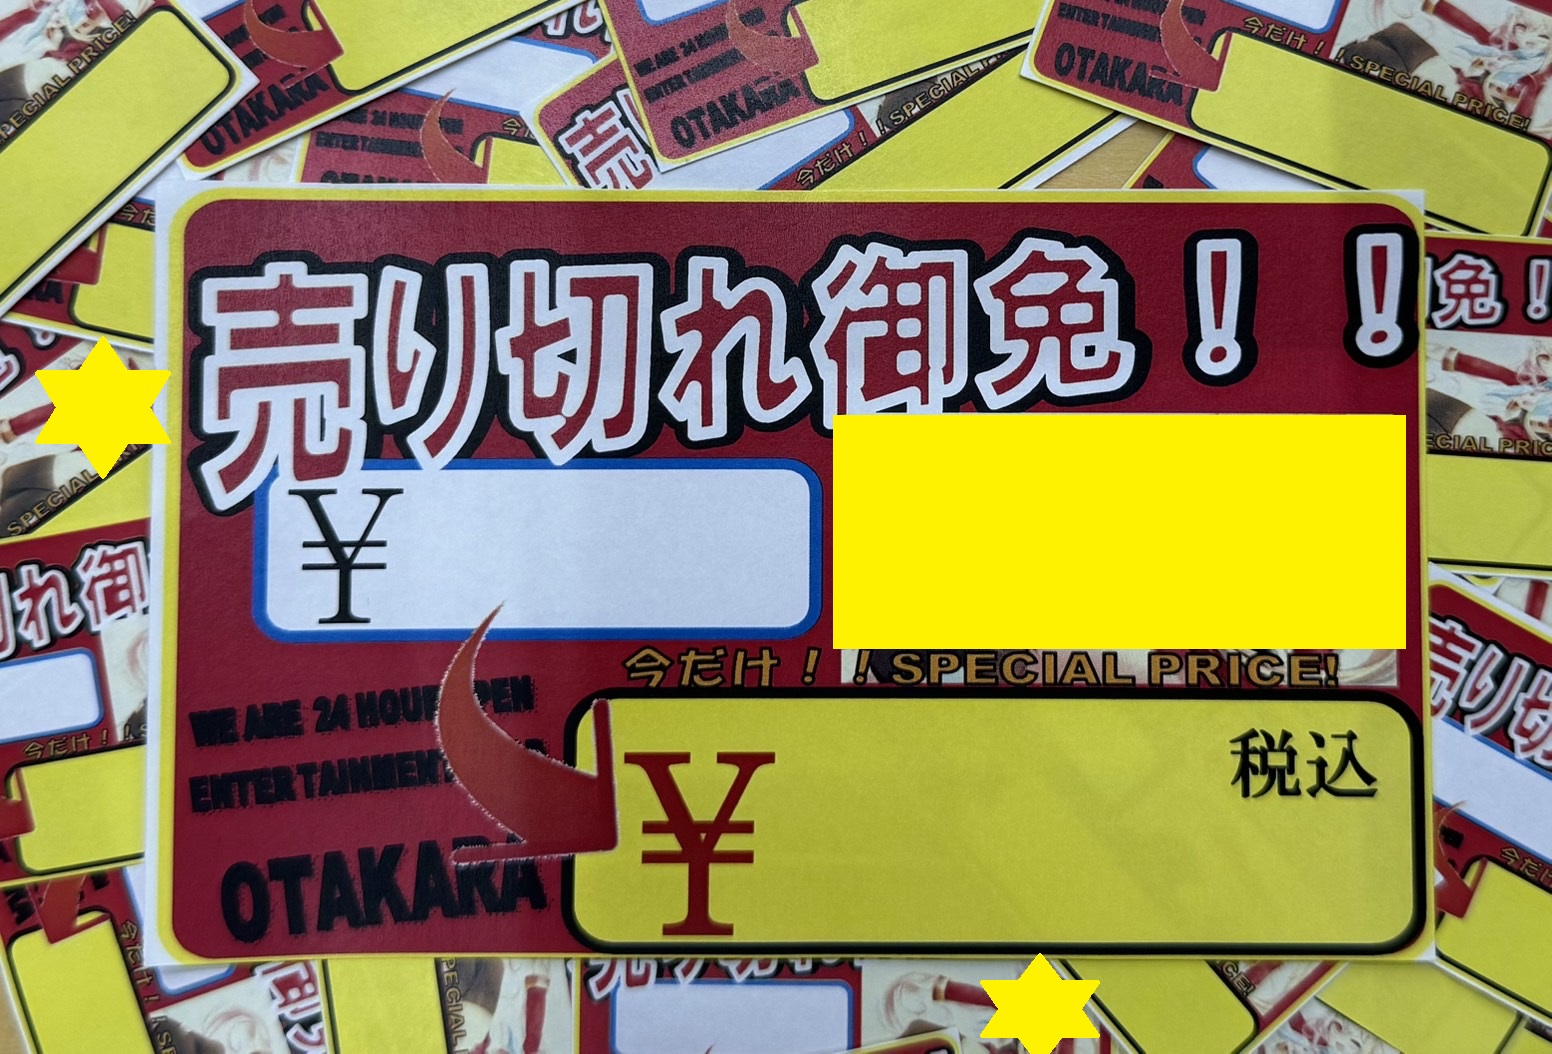 売り切れ御免！！
￥
今だけ！！SPECIAL PRICE!
WE ARE 24 HOUR OPEN
ENTERTAINMENT
OTAKARA
￥
税込